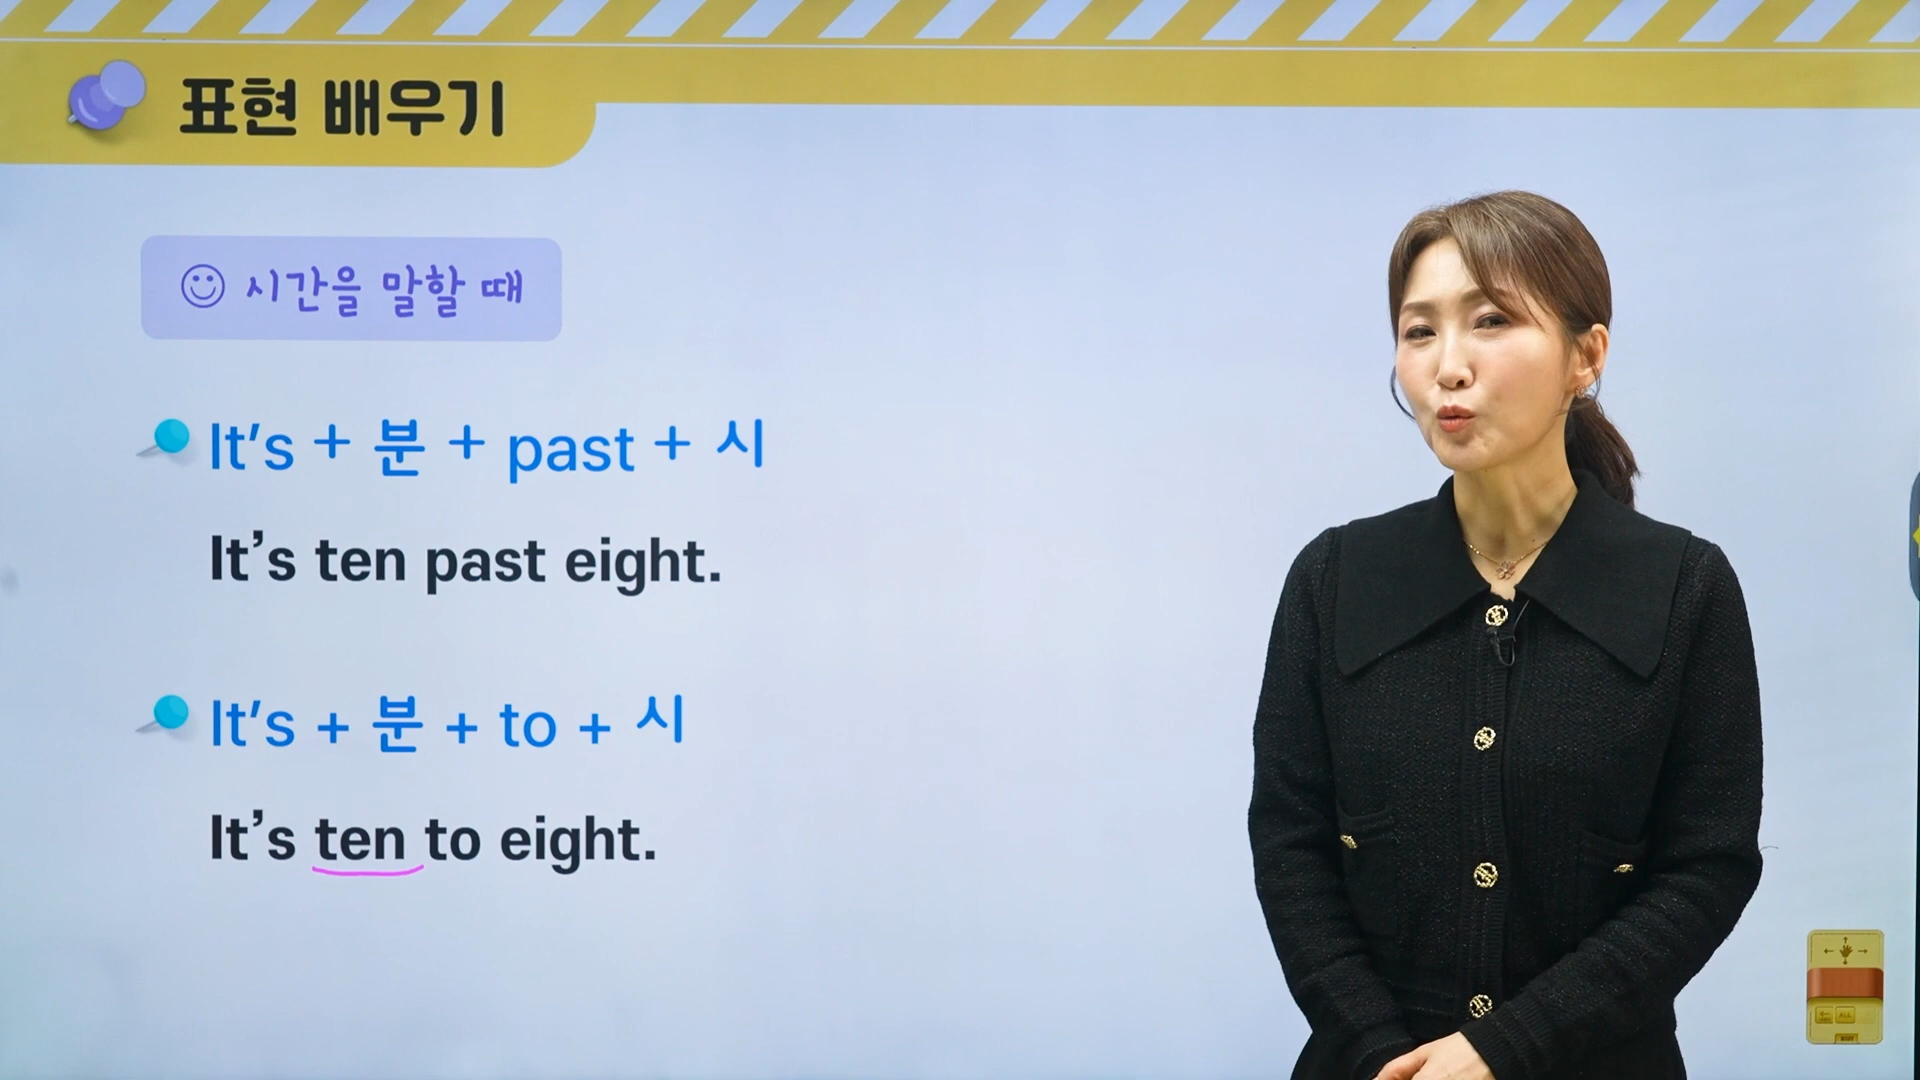 표현 배우기
시간을 말할 때
It's + 분 + past + 시
It's ten past eight.
It's + 분 + to + 시
It's ten to eight.
ALL